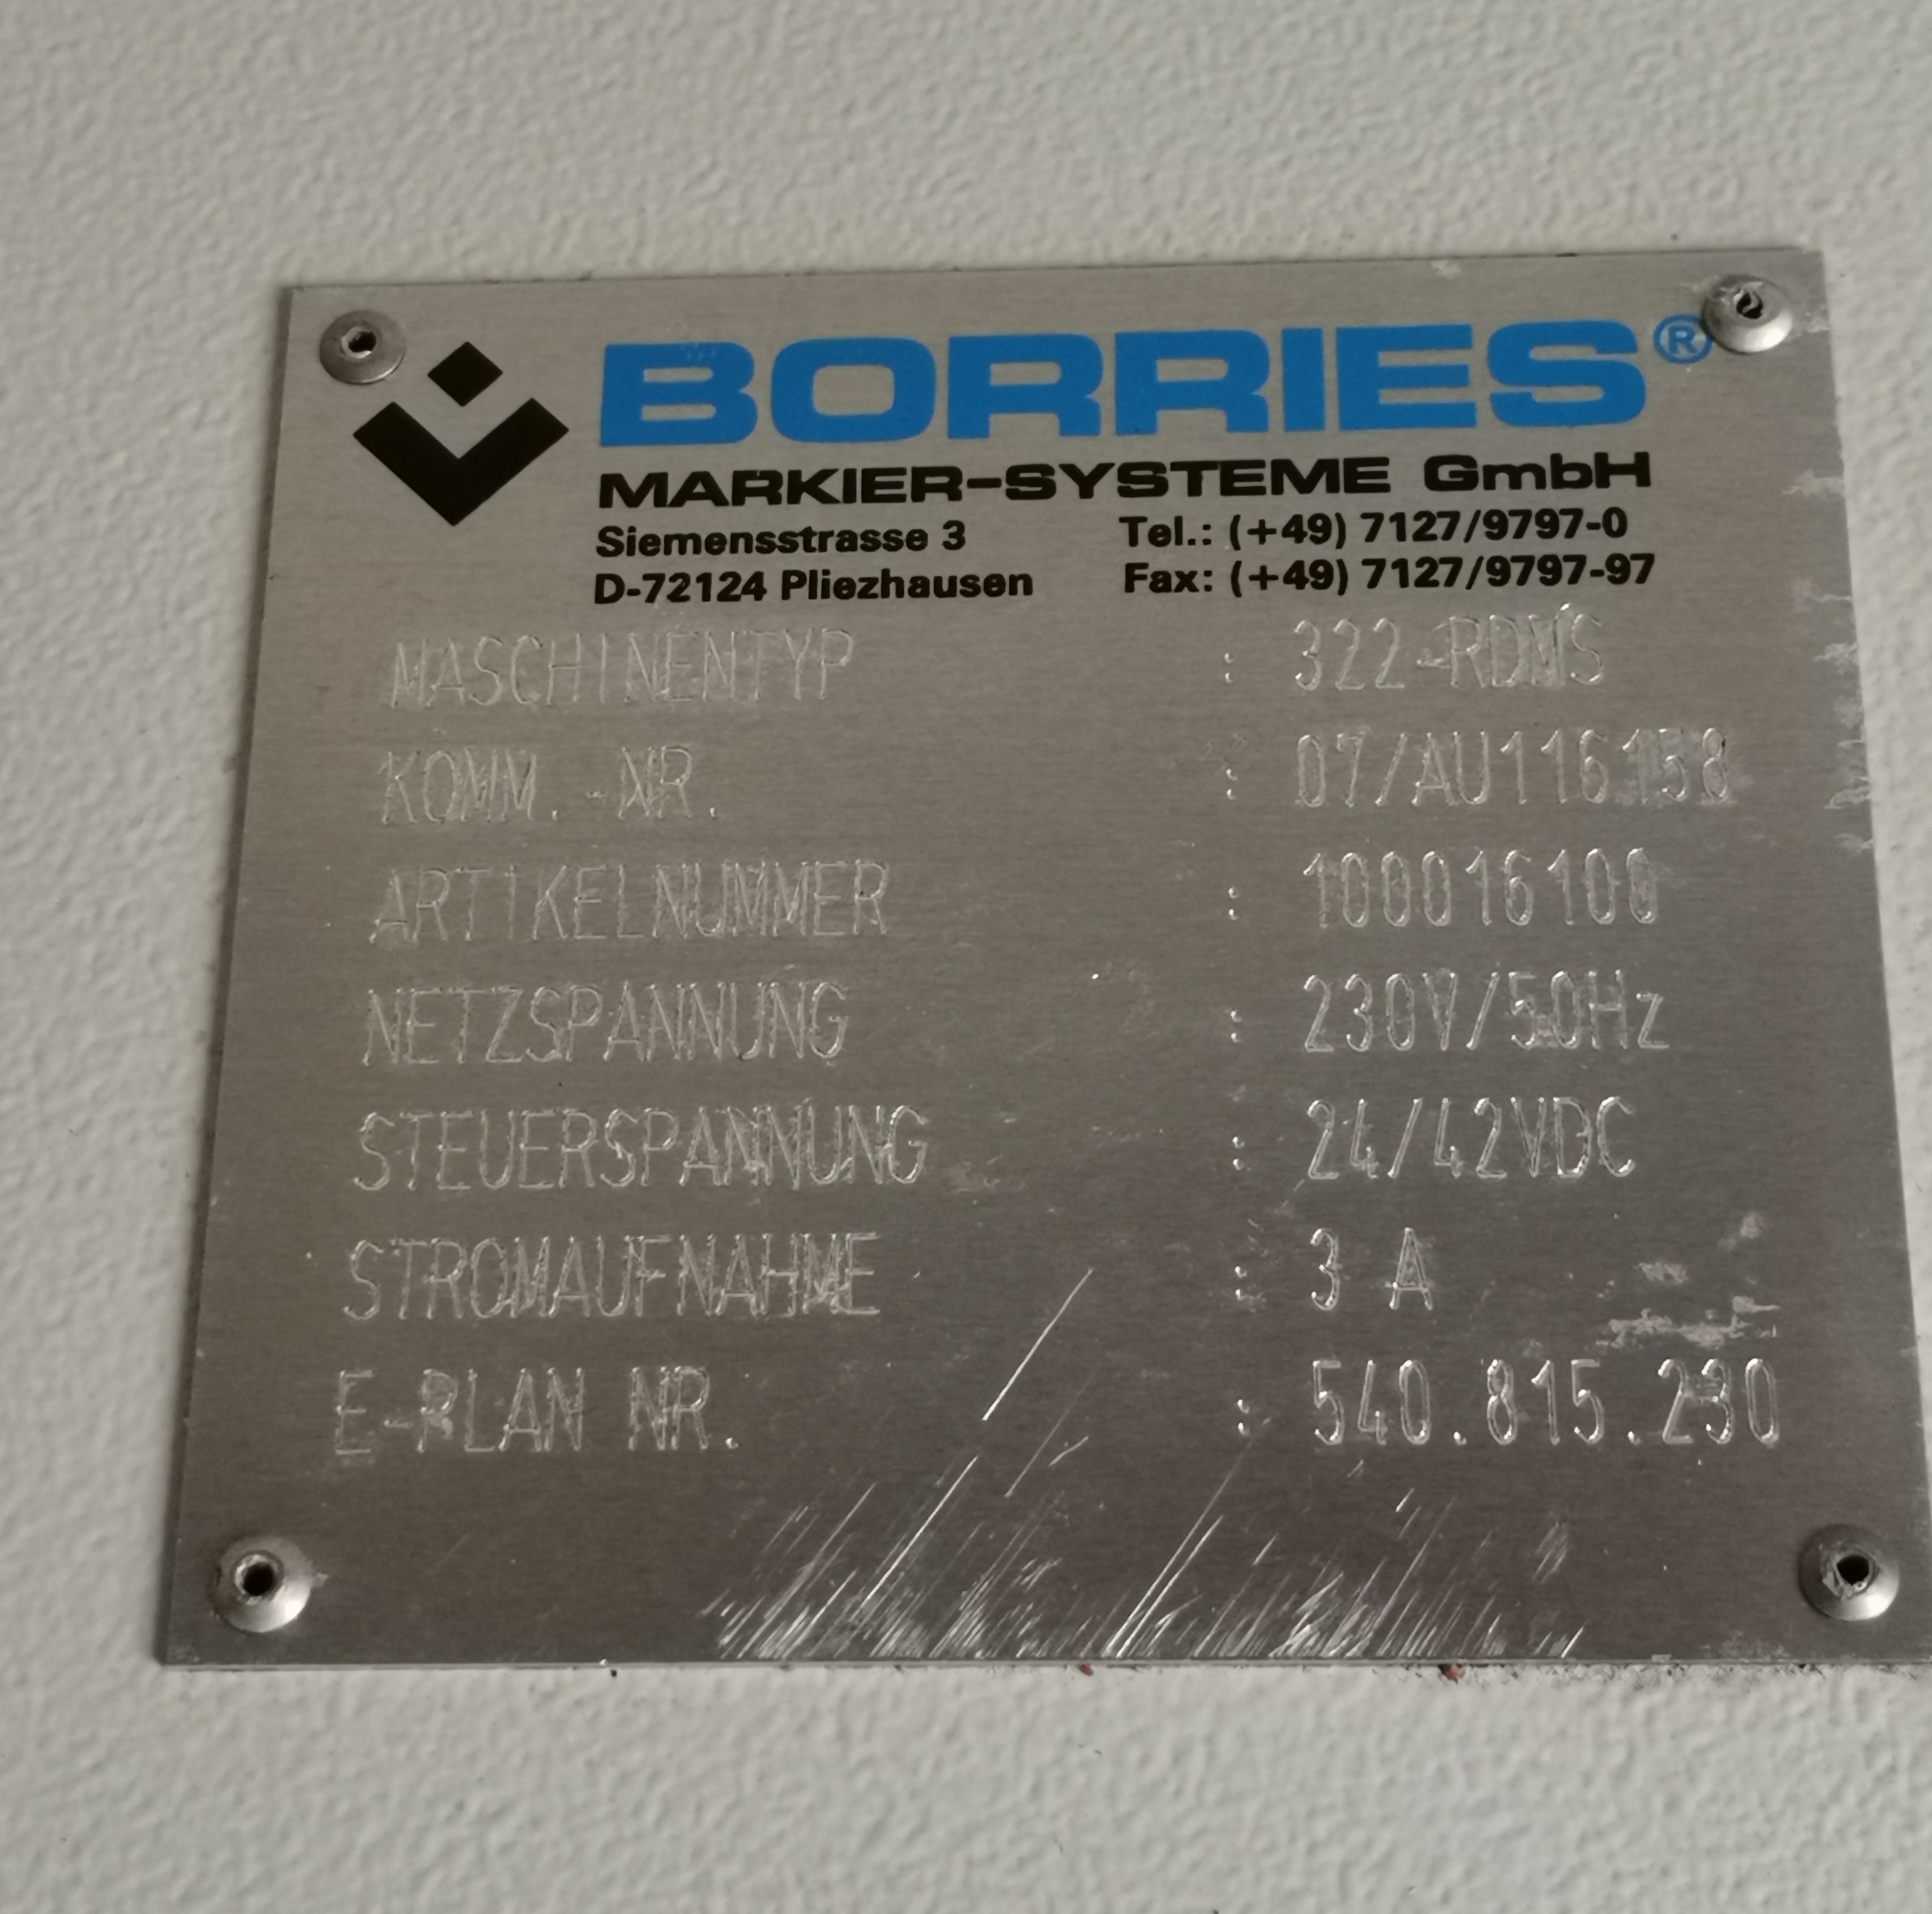 BORRIES®
MARKIER-SYSTEME GmbH
Siemensstrasse 3 Tel.: (+49) 7127/9797-0
D-72124 Pliezhausen Fax: (+49) 7127/9797-97
MASCHINENTYP : 322-RDMS
KOMM.-NR. : 07/AU116158
ARTIKELNUMMER : 100016100
NETZSPANNUNG : 230V/50Hz
STEUERSPANNUNG : 24/42VDC
STROMAUFNAHME : 3 A
E-PLAN NR. : 540.815.230